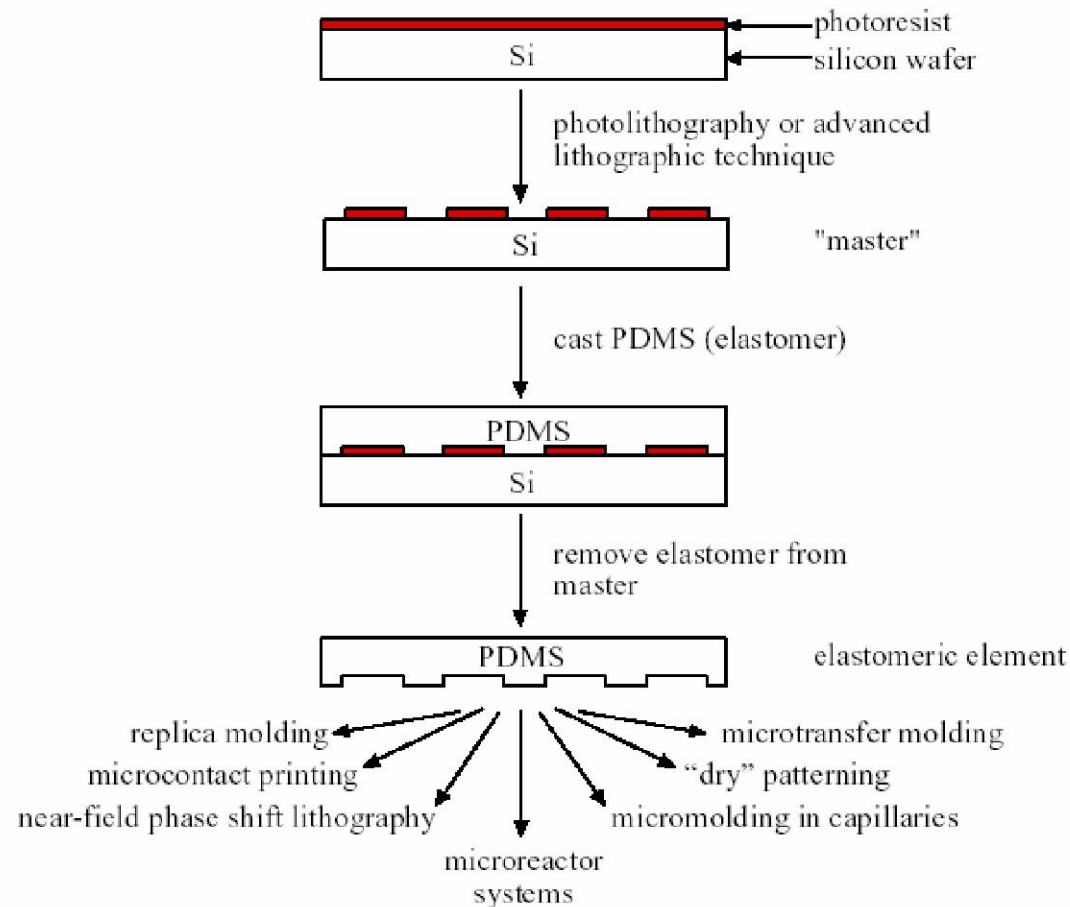 photoresist
Si
silicon wafer
photolithography or advanced
lithographic technique
Si
"master"
cast PDMS (elastomer)
PDMS
Si
remove elastomer from
master
PDMS
elastomeric element
replica molding
microtransfer molding
microcontact printing
“dry” patterning
near-field phase shift lithography
micromolding in capillaries
microreactor
systems